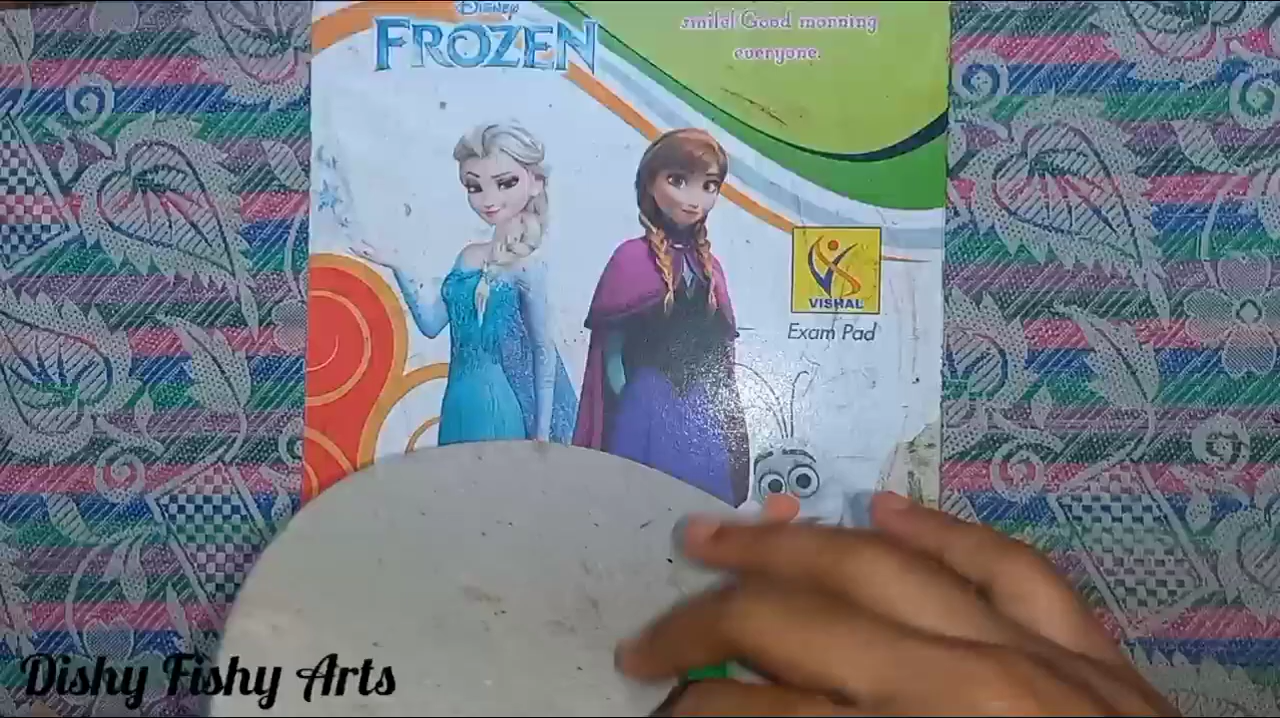 DISNEY
FROZEN
smile! Good morning
everyone.
VISHAL
Exam Pad
Dishy Fishy Arts